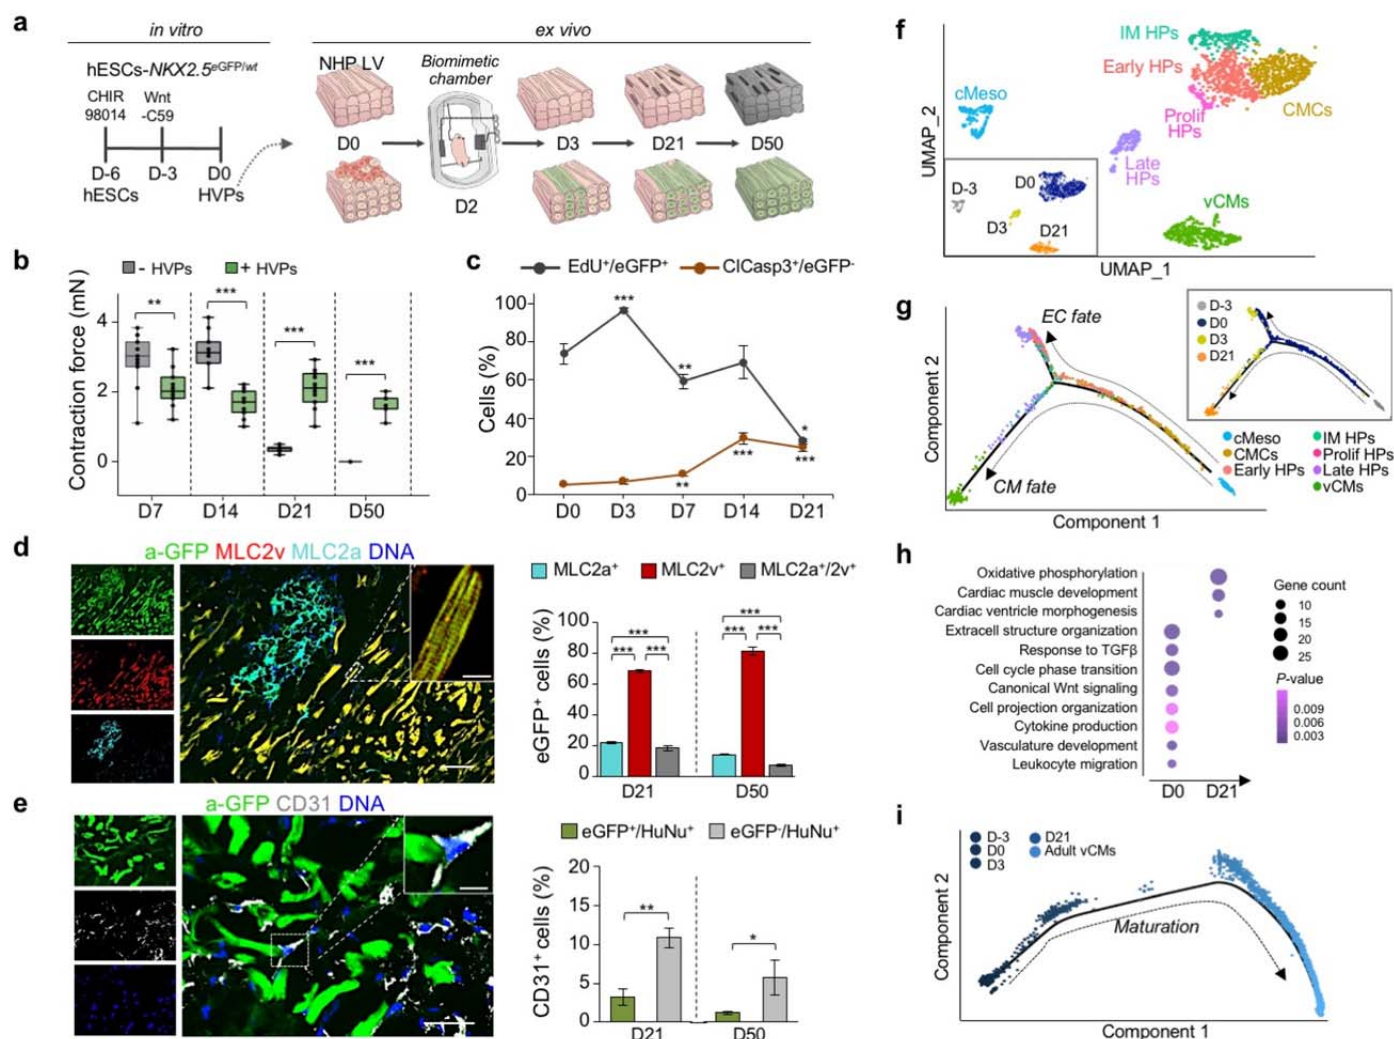 a
in vitro
ex vivo
hESCs-NKX2.5eGFP/wt
CHIR 98014
Wnt -C59
D-6
D-3
D0
hESCs
HVPs
NHP LV
Biomimetic chamber
D0
D2
D3
D21
D50
b
- HVPs
+ HVPs
Contraction force (mN)
4
2
0
**
***
***
***
D7
D14
D21
D50
c
EdU+/eGFP+
ClCasp3+/eGFP-
Cells (%)
100
80
60
40
20
0
***
**
*
**
***
***
D0
D3
D7
D14
D21
d
a-GFP MLC2v MLC2a DNA
MLC2a+
MLC2v+
MLC2a+/2v+
eGFP+ cells (%)
100
80
60
40
20
0
***
*** ***
***
*** ***
D21
D50
e
a-GFP CD31 DNA
eGFP+/HuNu+
eGFP-/HuNu+
CD31+ cells (%)
20
15
10
5
0
**
*
D21
D50
f
UMAP_2
UMAP_1
IM HPs
Early HPs
cMeso
CMCs
Prolif HPs
Late HPs
vCMs
D-3
D0
D3
D21
g
Component 2
Component 1
EC fate
CM fate
D-3
D0
D3
D21
cMeso
CMCs
Early HPs
IM HPs
Prolif HPs
Late HPs
vCMs
h
Oxidative phosphorylation
Cardiac muscle development
Cardiac ventricle morphogenesis
Extracell structure organization
Response to TGFβ
Cell cycle phase transition
Canonical Wnt signaling
Cell projection organization
Cytokine production
Vasculature development
Leukocyte migration
D0
D21
Gene count
10
15
20
25
P-value
0.009
0.006
0.003
i
D-3
D0
D3
D21
Adult vCMs
Component 2
Maturation
Component 1